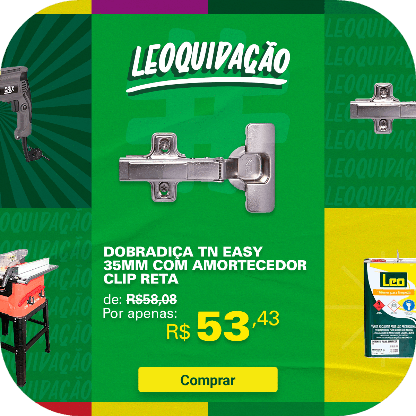 LEOQUIDAÇÃO
DOBRADIÇA TN EASY
35MM COM AMORTECEDOR
CLIP RETA
de: R$58,08
Por apenas:
R$ 53,43
Comprar
Leo